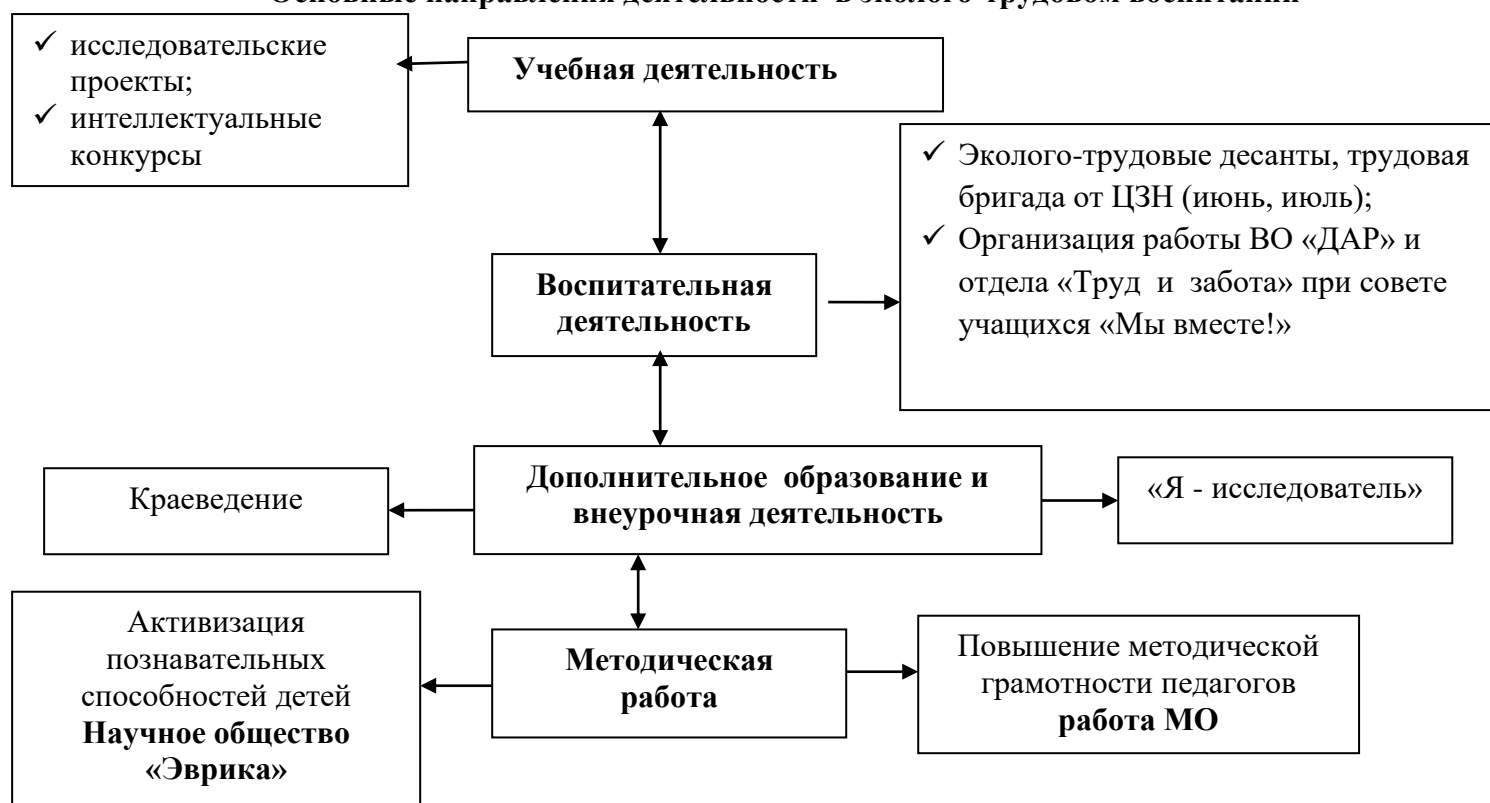 Основные направления деятельности в эколого-трудовом воспитании
✓ исследовательские
проекты;
✓ интеллектуальные
конкурсы
Учебная деятельность
✓ Эколого-трудовые десанты, трудовая
бригада от ЦЗН (июнь, июль);
✓ Организация работы ВО «ДАР» и
отдела «Труд и забота» при совете
учащихся «Мы вместе!»
Воспитательная
деятельность
Краеведение
Дополнительное образование и
внеурочная деятельность
«Я - исследователь»
Активизация
познавательных
способностей детей
Научное общество
«Эврика»
Методическая
работа
Повышение методической
грамотности педагогов
работа МО